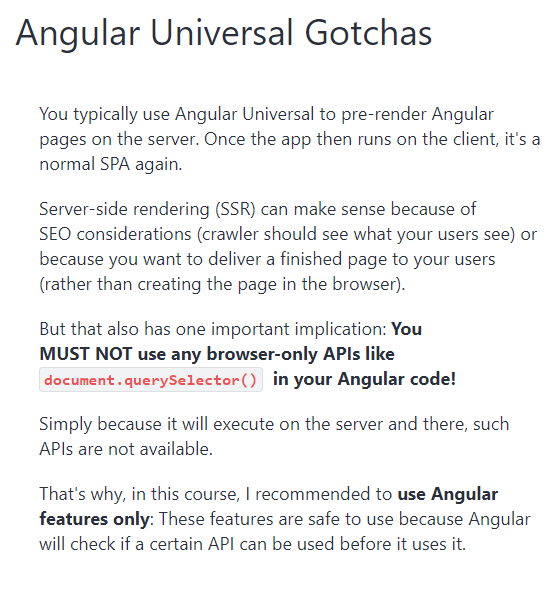 Angular Universal Gotchas
You typically use Angular Universal to pre-render Angular
pages on the server. Once the app then runs on the client, it's a
normal SPA again.
Server-side rendering (SSR) can make sense because of
SEO considerations (crawler should see what your users see) or
because you want to deliver a finished page to your users
(rather than creating the page in the browser).
But that also has one important implication: You
MUST NOT use any browser-only APIs like
document.querySelector() in your Angular code!
Simply because it will execute on the server and there, such
APIs are not available.
That's why, in this course, I recommended to use Angular
features only: These features are safe to use because Angular
will check if a certain API can be used before it uses it.